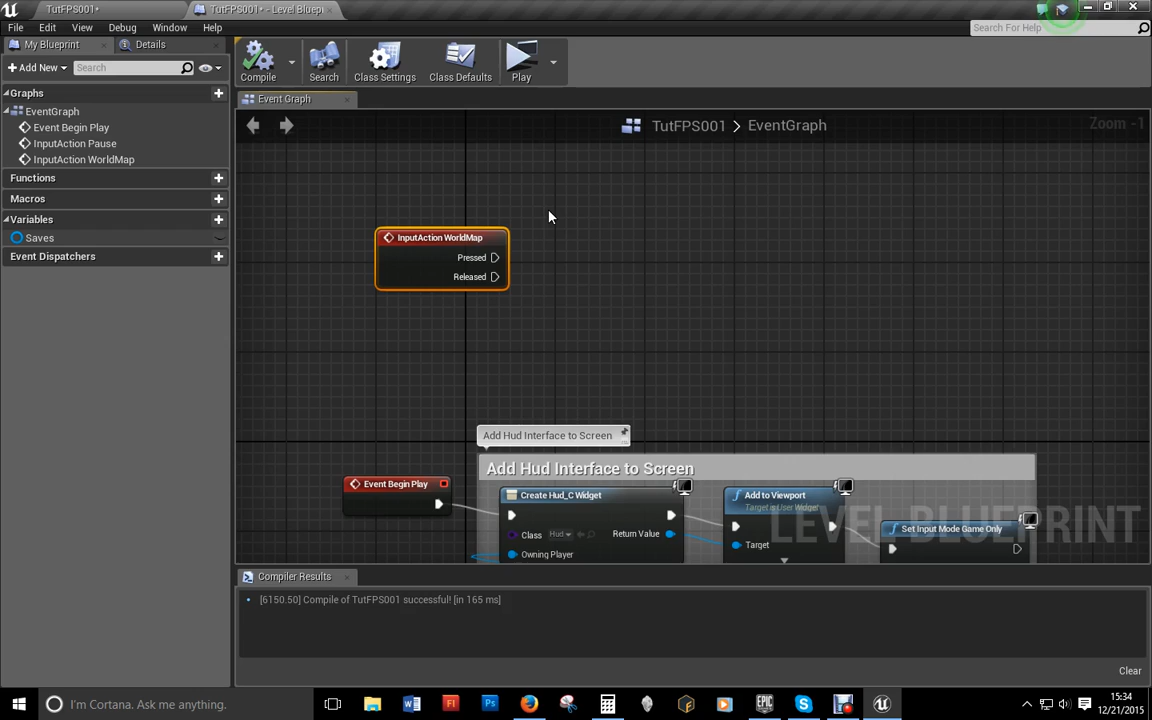 TutFPS001*
TutFPS001* - Level Bluepr
File Edit View Debug Window Help
Search For Help
My Blueprint Details
Add New Search
Compile Search Class Settings Class Defaults Play
Graphs
EventGraph
Event Begin Play
InputAction Pause
InputAction WorldMap
Functions
Macros
Variables
Saves
Event Dispatchers
Event Graph
TutFPS001 > EventGraph
Zoom -1
InputAction WorldMap
Pressed
Released
Add Hud Interface to Screen
Add Hud Interface to Screen
Event Begin Play
Create Hud_C Widget
Class Hud
Return Value
Owning Player
Add to Viewport
Target is User Widget
Target
Set Input Mode Game Only
LEVEL BLUEPRINT
Compiler Results
[6150.50] Compile of TutFPS001 successful! [in 165 ms]
Clear
I'm Cortana. Ask me anything.
15:34
12/21/2015